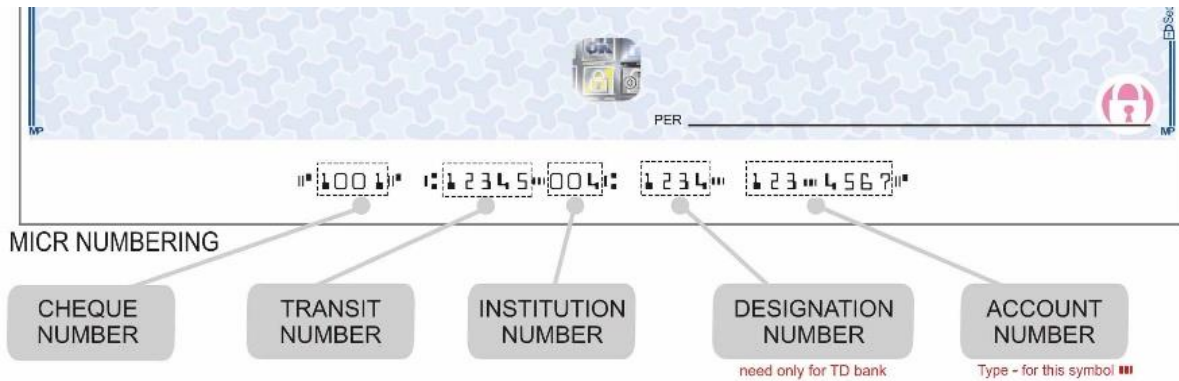 OK
PER
MP
MP
⑈1001⑈ ⑆12345⑉004⑆ 1234⑉ 123⑉4567⑈
MICR NUMBERING
CHEQUE NUMBER
TRANSIT NUMBER
INSTITUTION NUMBER
DESIGNATION NUMBER
ACCOUNT NUMBER
need only for TD bank
Type - for this symbol ⑉